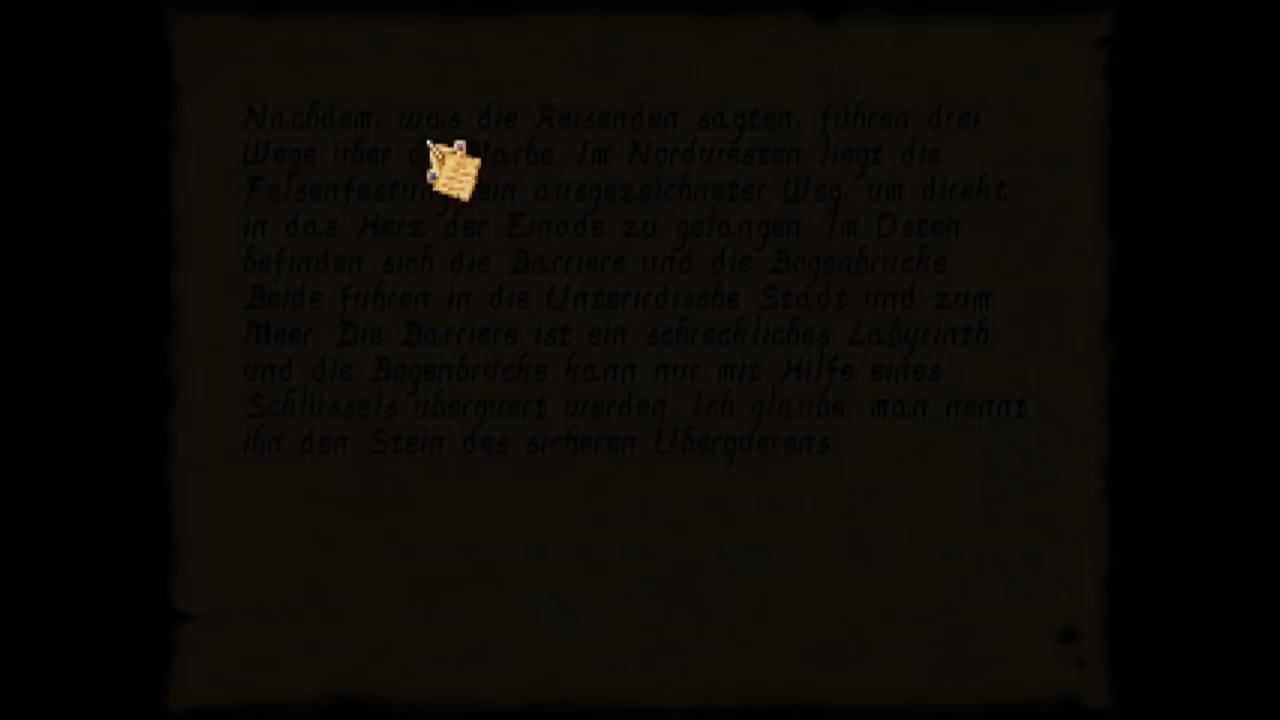 Nachdem, was die Reisenden sagten, führen drei
Wege über Narbe. Im Nordwesten liegt die
Felsenfestung ein ausgezeichneter Weg, um direkt
in das Herz der Einöde zu gelangen. Im Osten
befinden sich die Barriere und die Bogenbrücke.
Beide führen in die Unterirdische Stadt und zum
Meer. Die Barriere ist ein schreckliches Labyrinth,
und die Bogenbrücke kann nur mit Hilfe eines
Schlüssels überquert werden. Ich glaube, man nennt
ihn den Stein des sicheren Überquerens.